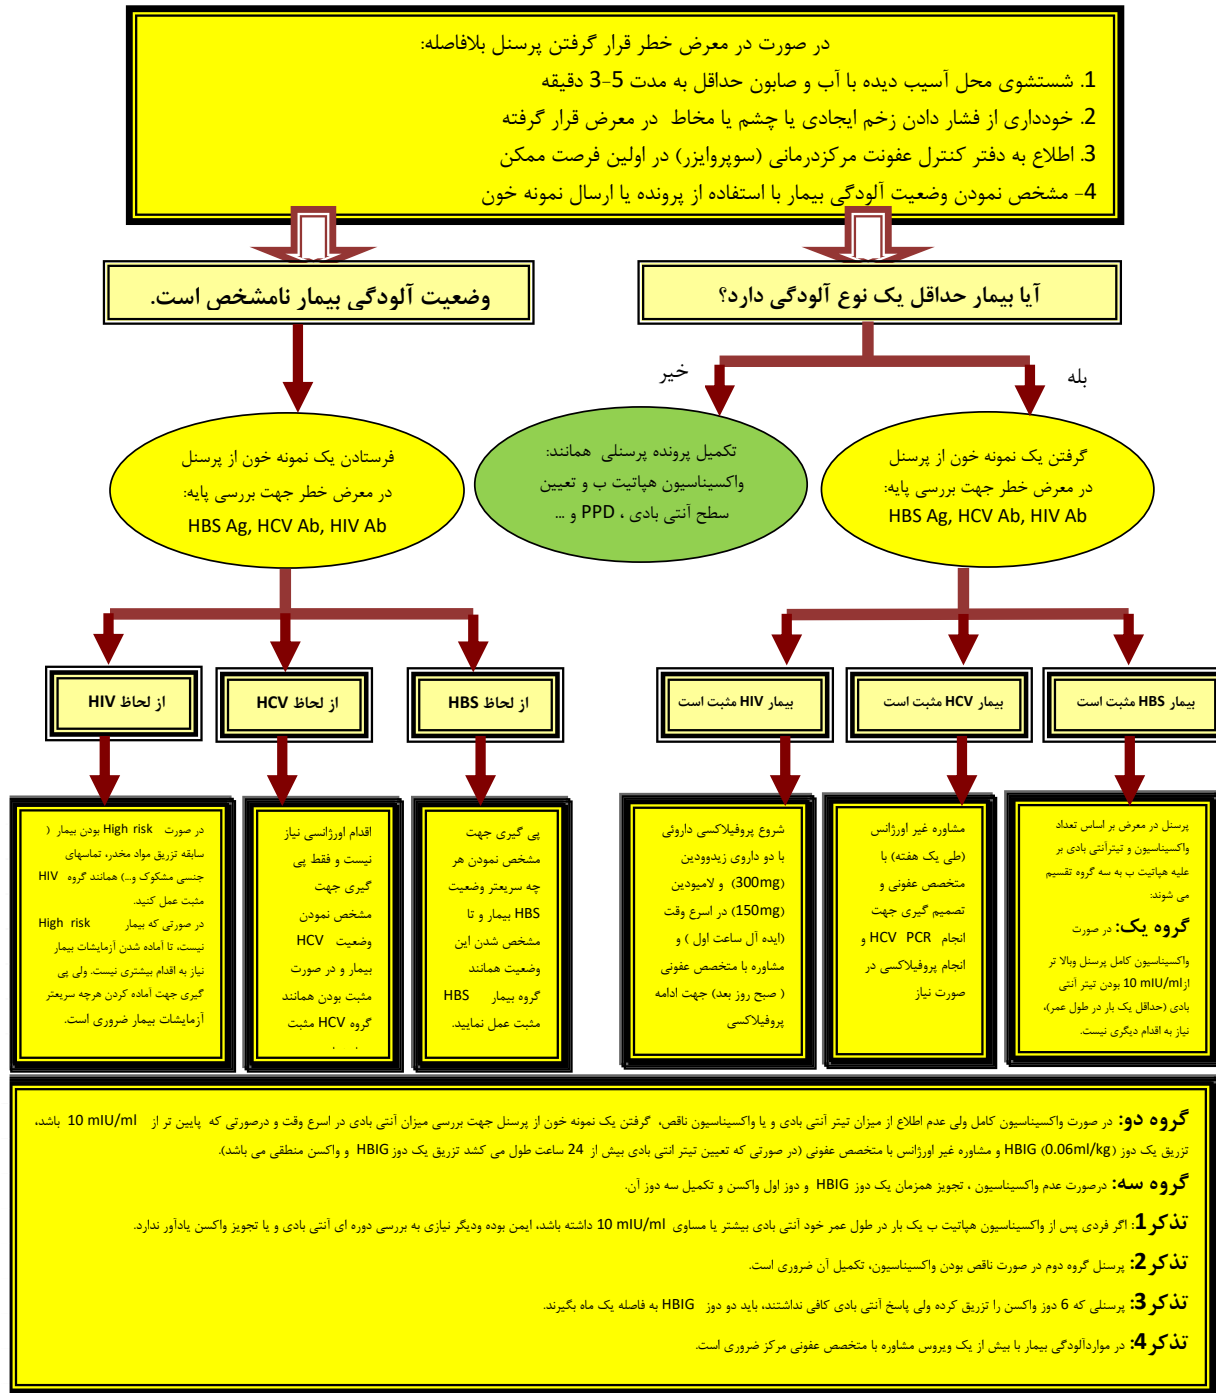 در صورت در معرض خطر قرار گرفتن پرسنل بلافاصله:
1. شستشوی محل آسیب دیده با آب و صابون حداقل به مدت 5-3 دقیقه
2. خودداری از فشار دادن زخم ایجادی یا چشم یا مخاط در معرض قرار گرفته
3. اطلاع به دفتر کنترل عفونت مرکزدرمانی (سوپروایزر) در اولین فرصت ممکن
4- مشخص نمودن وضعیت آلودگی بیمار با استفاده از پرونده یا ارسال نمونه خون
آیا بیمار حداقل یک نوع آلودگی دارد؟
وضعیت آلودگی بیمار نامشخص است.
بله
خیر
گرفتن یک نمونه خون از پرسنل
در معرض خطر جهت بررسی پایه:
HBS Ag, HCV Ab, HIV Ab
تکمیل پرونده پرسنلی همانند:
واکسیناسیون هپاتیت ب و تعیین
سطح آنتی بادی ، PPD و ...
فرستادن یک نمونه خون از پرسنل
در معرض خطر جهت بررسی پایه:
HBS Ag, HCV Ab, HIV Ab
بیمار HBS مثبت است
بیمار HCV مثبت است
بیمار HIV مثبت است
از لحاظ HBS
از لحاظ HCV
از لحاظ HIV
پرسنل در معرض بر اساس تعداد
واکسیناسیون و تیترآنتی بادی بر
علیه هپاتیت ب به سه گروه تقسیم
می شوند:
گروه یک: در صورت
واکسیناسیون کامل پرسنل وبالا تر
از10 mIU/ml بودن تیتر آنتی
بادی (حداقل یک بار در طول عمر)،
نیاز به اقدام دیگری نیست.
مشاوره غیر اورژانس
(طی یک هفته) با
متخصص عفونی و
تصمیم گیری جهت
انجام HCV PCR و
انجام پروفیلاکسی در
صورت نیاز
شروع پروفیلاکسی داروئی
با دو داروی زیدوودین
(300mg) و لامیودین
(150mg) در اسرع وقت
(ایده آل ساعت اول ) و
مشاوره با متخصص عفونی
( صبح روز بعد) جهت ادامه
پروفیلاکسی
پی گیری جهت
مشخص نمودن هر
چه سریعتر وضعیت
HBS بیمار و تا
مشخص شدن این
وضعیت همانند
گروه بیمار HBS
مثبت عمل نمایید.
اقدام اورژانسی نیاز
نیست و فقط پی
گیری جهت
مشخص نمودن
وضعیت HCV
بیمار و در صورت
مثبت بودن همانند
گروه HCV مثبت
در صورت High risk بودن بیمار (
سابقه تزریق مواد مخدر، تماسهای
جنسی مشکوک و...) همانند گروه HIV
مثبت عمل کنید.
در صورتی که بیمار High risk
نیست، تا آماده شدن آزمایشات بیمار
نیاز به اقدام بیشتری نیست. ولی پی
گیری جهت آماده کردن هرچه سریعتر
آزمایشات بیمار ضروری است.
گروه دو: در صورت واکسیناسیون کامل ولی عدم اطلاع از میزان تیتر آنتی بادی و یا واکسیناسیون ناقص، گرفتن یک نمونه خون از پرسنل جهت بررسی میزان آنتی بادی در اسرع وقت و درصورتی که پایین تر از 10 mIU/ml باشد،
تزریق یک دوز HBIG (0.06ml/kg) و مشاوره غیر اورژانس با متخصص عفونی (در صورتی که تعیین تیتر انتی بادی بیش از 24 ساعت طول می کشد تزریق یک دوز HBIG و واکسن منطقی می باشد).
گروه سه: درصورت عدم واکسیناسیون ، تجویز همزمان یک دوز HBIG و دوز اول واکسن و تکمیل سه دوز آن.
تذکر1: اگر فردی پس از واکسیناسیون هپاتیت ب یک بار در طول عمر خود آنتی بادی بیشتر یا مساوی 10 mIU/ml داشته باشد، ایمن بوده ودیگر نیازی به بررسی دوره ای آنتی بادی و یا تجویز واکسن یادآور ندارد.
تذکر2: پرسنل گروه دوم در صورت ناقص بودن واکسیناسیون، تکمیل آن ضروری است.
تذکر3: پرسنلی که 6 دوز واکسن را تزریق کرده ولی پاسخ آنتی بادی کافی نداشتند، باید دو دوز HBIG به فاصله یک ماه بگیرند.
تذکر4: در مواردآلودگی بیمار با بیش از یک ویروس مشاوره با متخصص عفونی مرکز ضروری است.